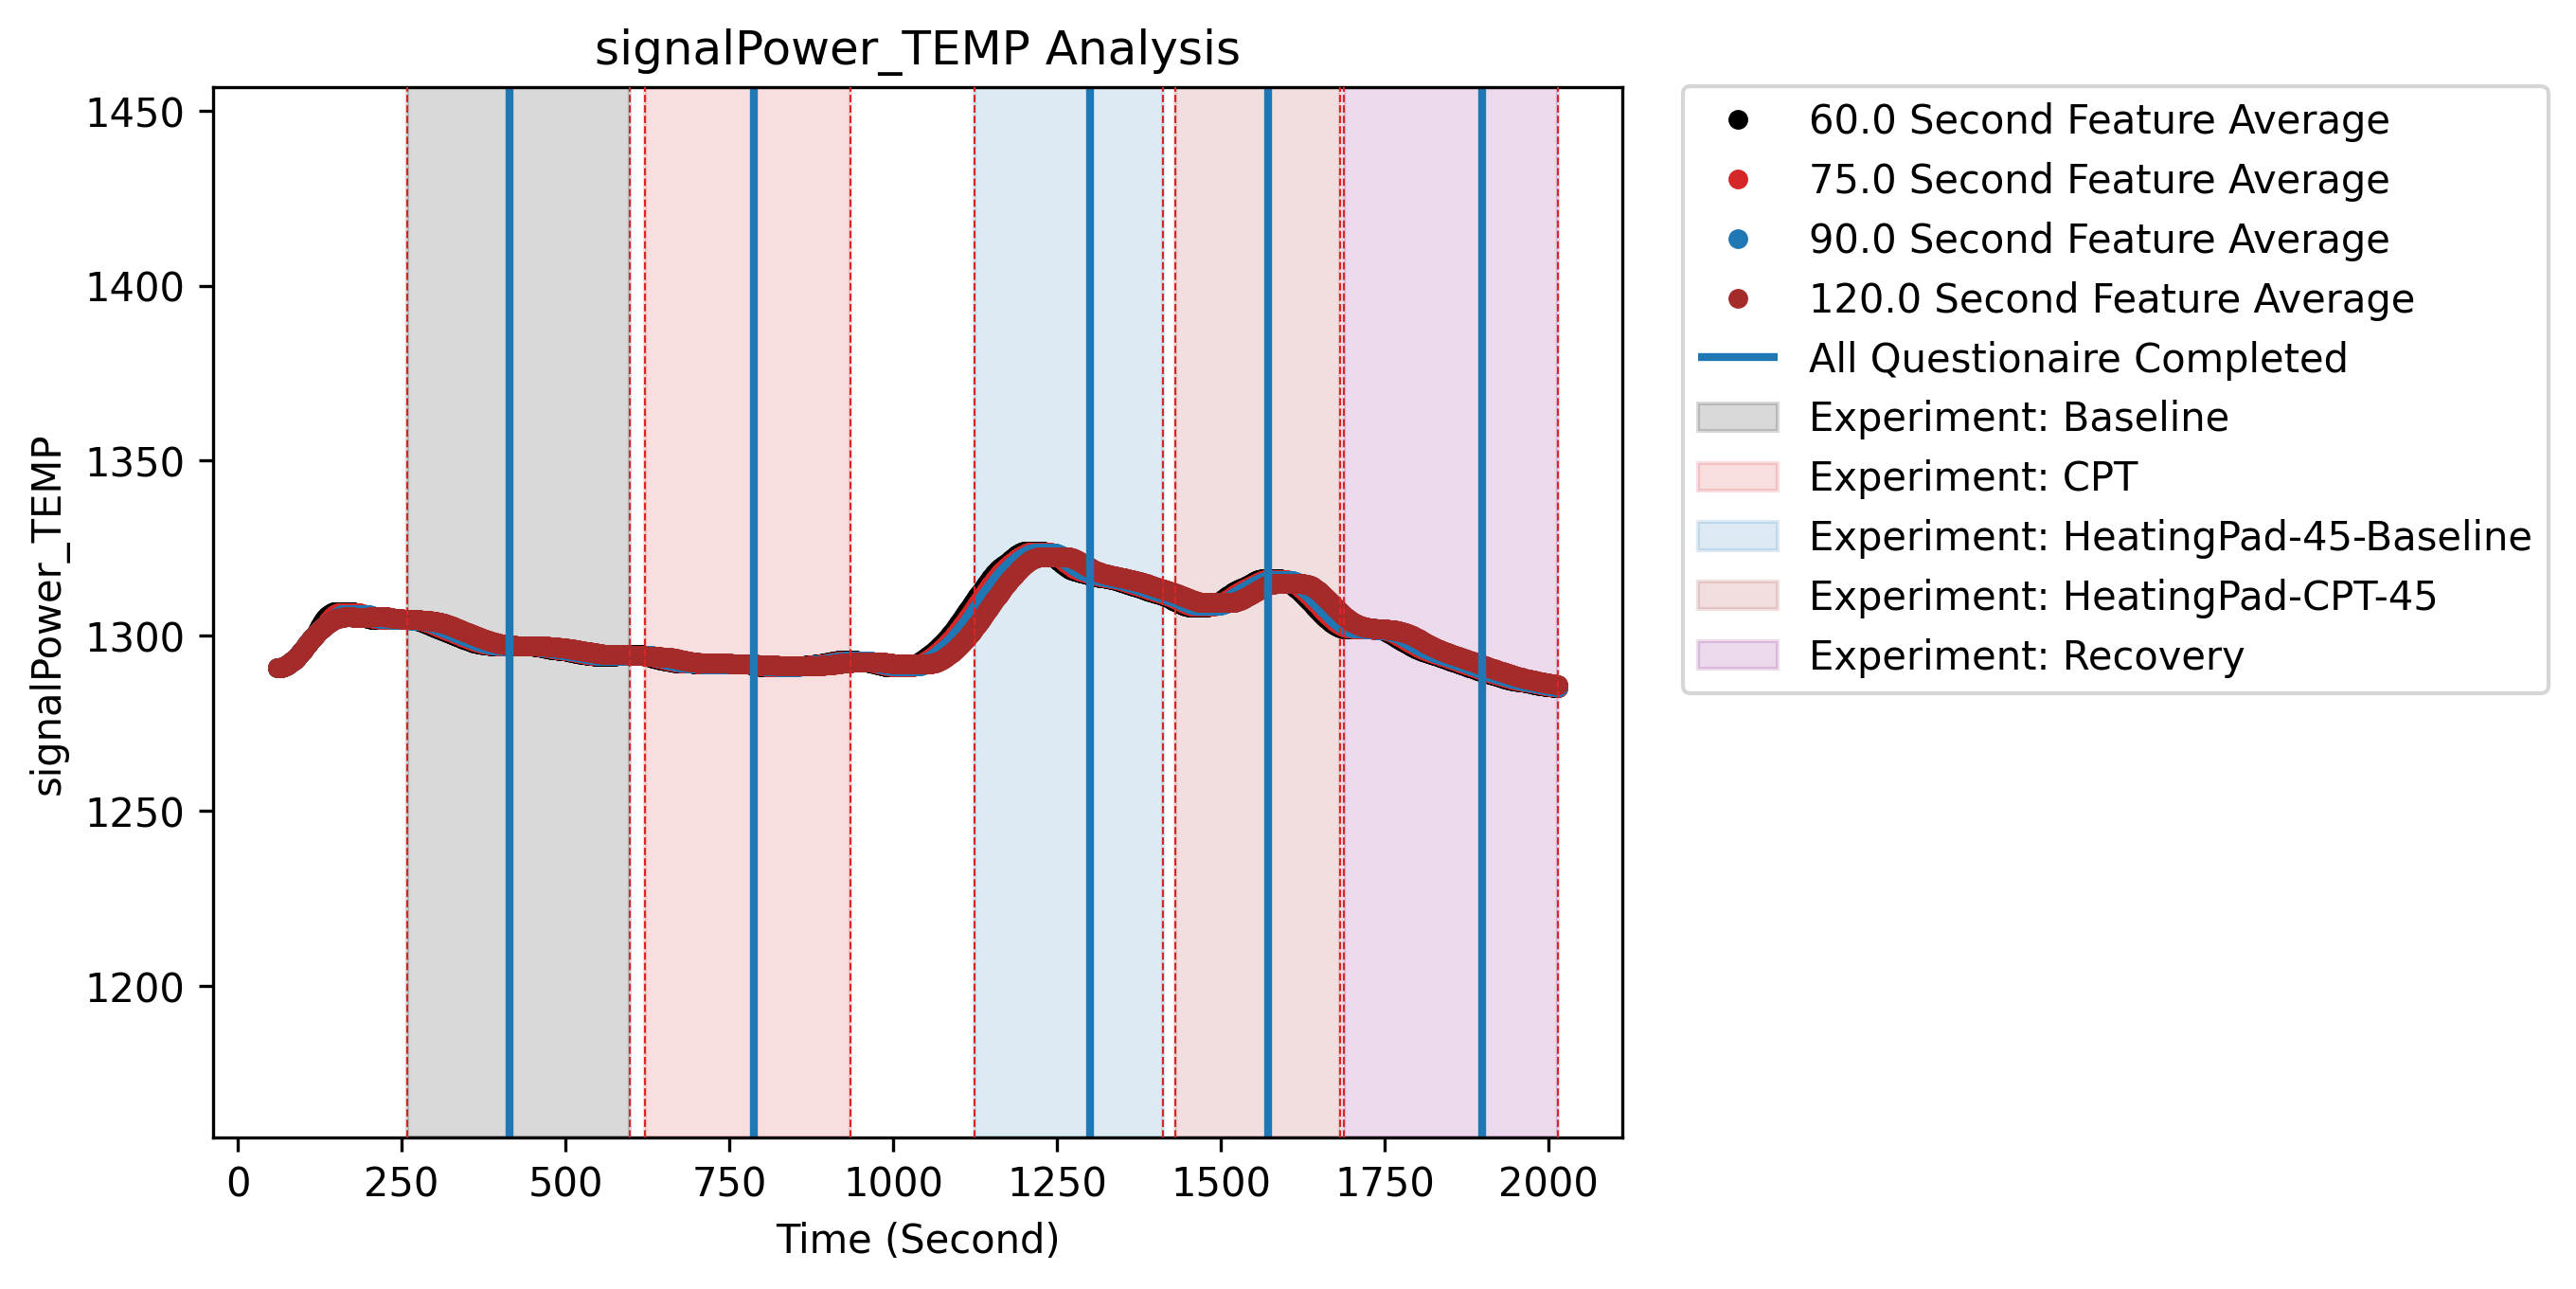 signalPower_TEMP Analysis
signalPower_TEMP
1450
1400
1350
1300
1250
1200
0 250 500 750 1000 1250 1500 1750 2000
Time (Second)
60.0 Second Feature Average
75.0 Second Feature Average
90.0 Second Feature Average
120.0 Second Feature Average
All Questionaire Completed
Experiment: Baseline
Experiment: CPT
Experiment: HeatingPad-45-Baseline
Experiment: HeatingPad-CPT-45
Experiment: Recovery